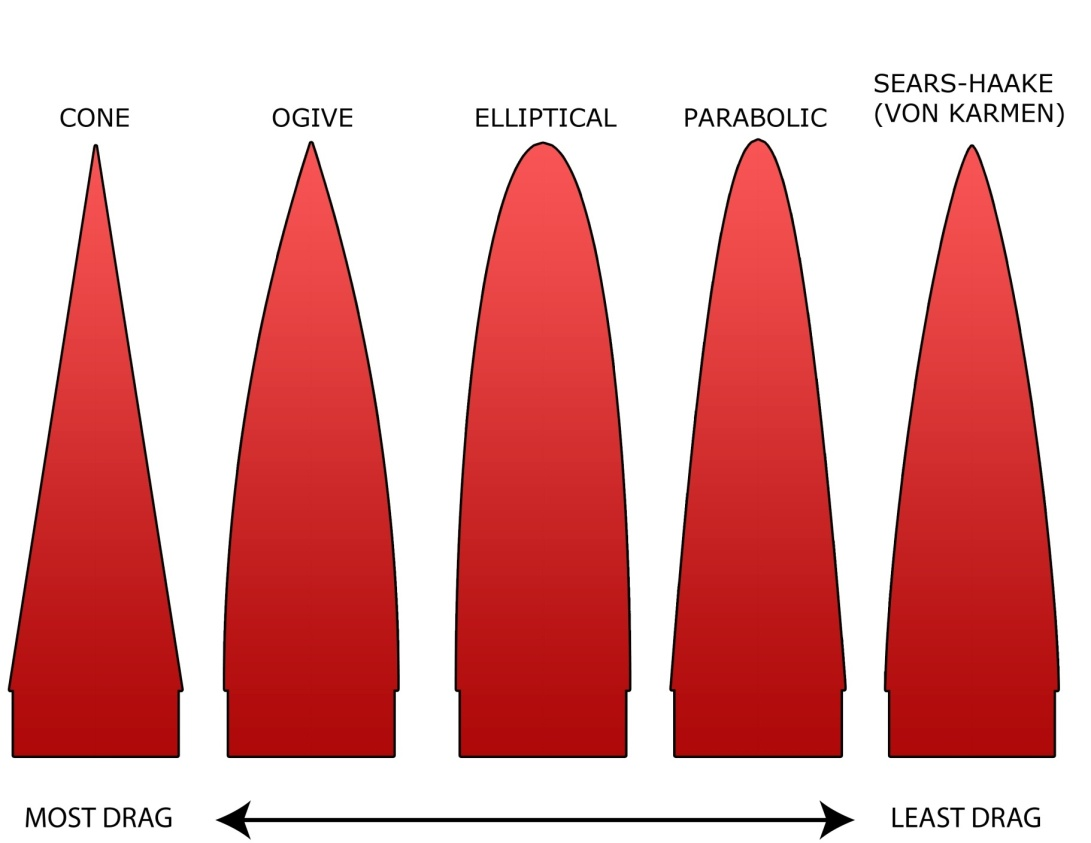 CONE
OGIVE
ELLIPTICAL
PARABOLIC
SEARS-HAAKE
(VON KARMEN)
MOST DRAG
LEAST DRAG